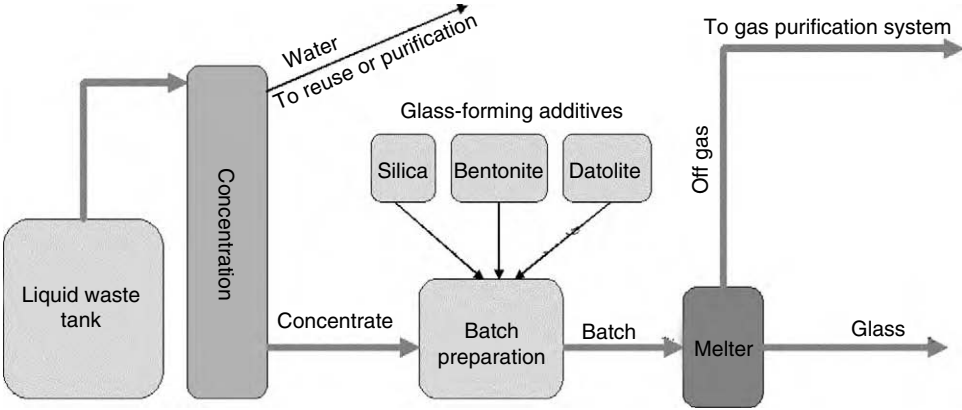 Water
To reuse or purification
To gas purification system
Glass-forming additives
Silica
Bentonite
Datolite
Off gas
Concentration
Liquid waste
tank
Concentrate
Batch
preparation
Batch
Melter
Glass